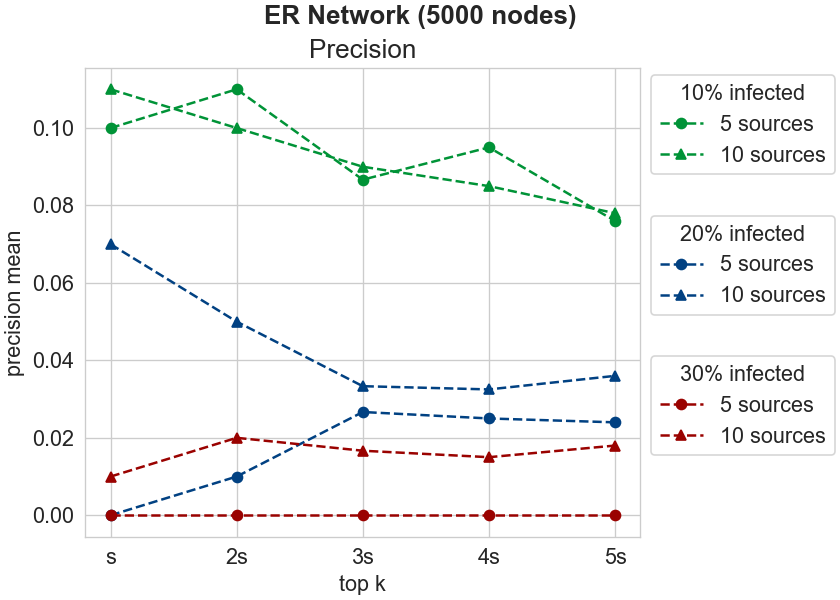 ER Network (5000 nodes)
Precision
precision mean
0.10
0.08
0.06
0.04
0.02
0.00
s 2s 3s 4s 5s
top k
10% infected
5 sources
10 sources
20% infected
5 sources
10 sources
30% infected
5 sources
10 sources